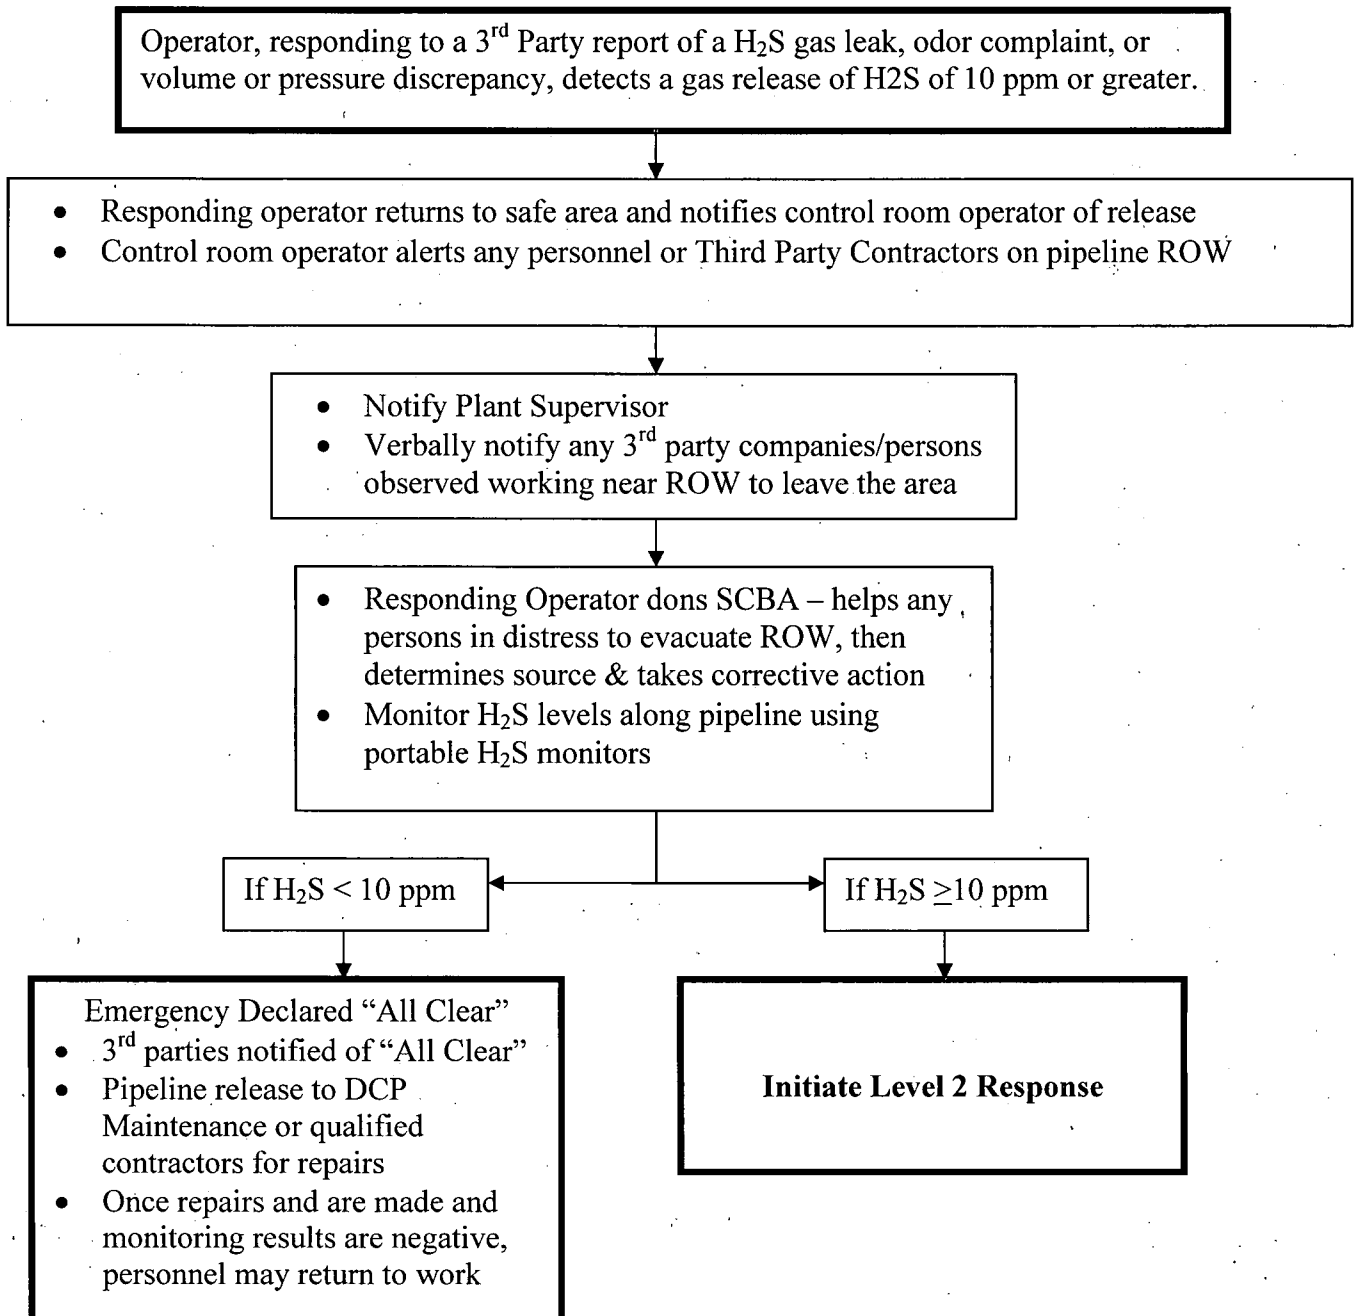 Operator, responding to a 3rd Party report of a H2S gas leak, odor complaint, or
volume or pressure discrepancy, detects a gas release of H2S of 10 ppm or greater.
• Responding operator returns to safe area and notifies control room operator of release
• Control room operator alerts any personnel or Third Party Contractors on pipeline ROW
• Notify Plant Supervisor
• Verbally notify any 3rd party companies/persons
observed working near ROW to leave the area
• Responding Operator dons SCBA – helps any
persons in distress to evacuate ROW, then
determines source & takes corrective action
• Monitor H2S levels along pipeline using
portable H2S monitors
If H2S < 10 ppm
If H2S ≥10 ppm
Emergency Declared “All Clear”
• 3rd parties notified of “All Clear”
• Pipeline release to DCP
Maintenance or qualified
contractors for repairs
• Once repairs and are made and
monitoring results are negative,
personnel may return to work
Initiate Level 2 Response